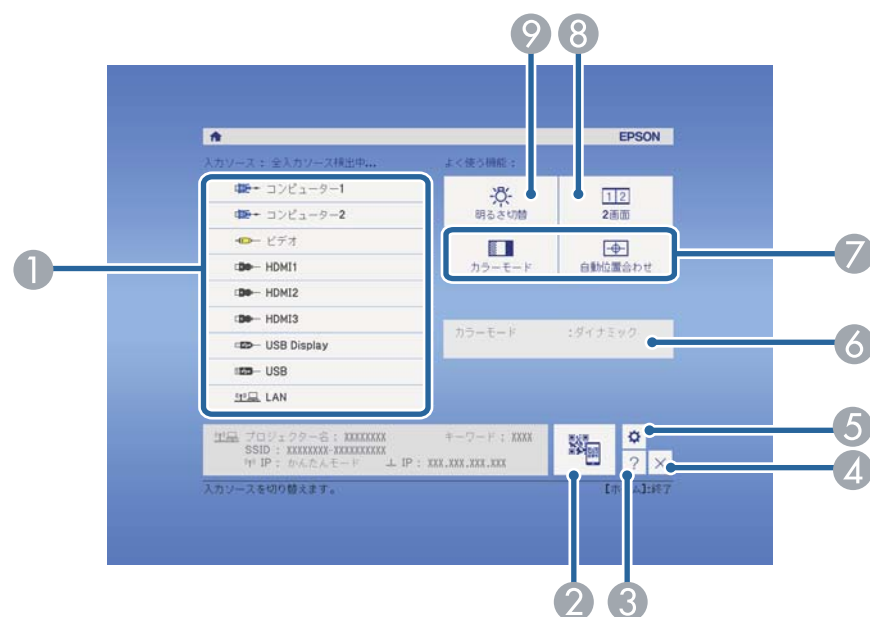 9
8
EPSON
入力ソース : 全入力ソース検出中...
よく使う機能 :
コンピューター1
コンピューター2
ビデオ
HDMI1
HDMI2
HDMI3
USB Display
USB
LAN
明るさ切替
1 2
2画面
カラーモード
自動位置合わせ
7
1
カラーモード :ダイナミック
6
プロジェクター名 : XXXXXXXX キーワード : XXXX
SSID : XXXXXXXX-XXXXXXXXXX
IP : かんたんモード IP : XXX.XXX.XXX.XXX
5
?
4
入力ソースを切り替えます。
【ホーム】:終了
2
3